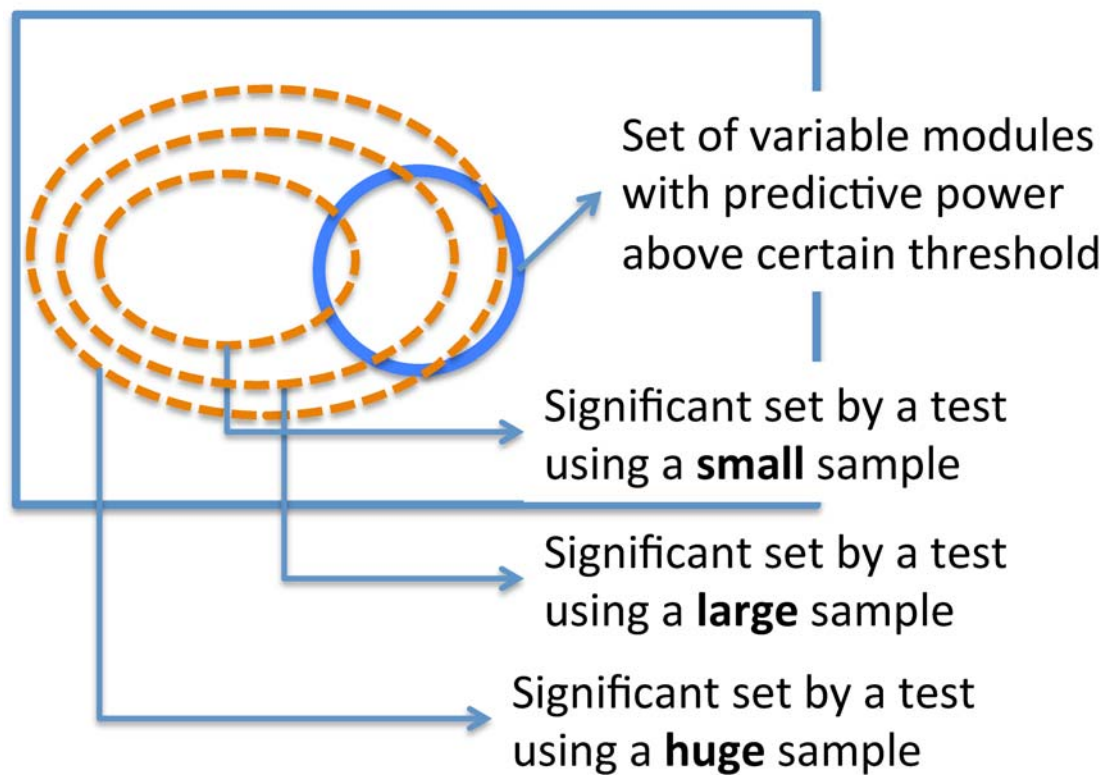 Set of variable modules
with predictive power
above certain threshold
Significant set by a test
using a small sample
Significant set by a test
using a large sample
Significant set by a test
using a huge sample